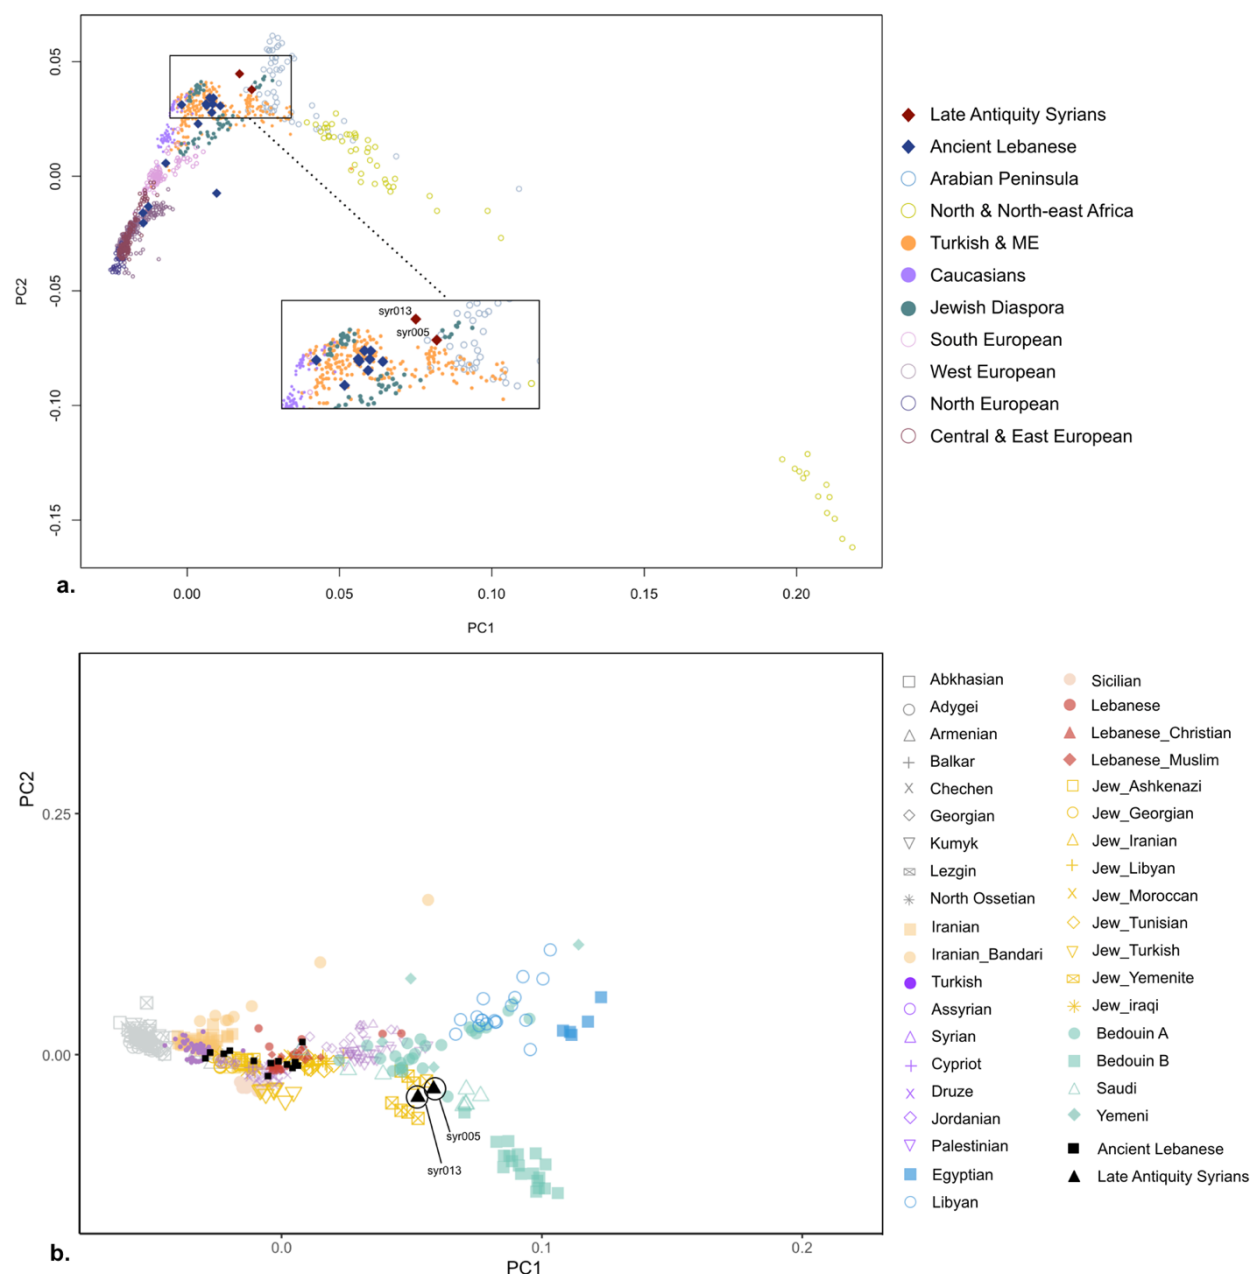 0.05
0.00
-0.05
-0.10
-0.15
PC2
syr013
syr005
0.00
0.05
0.10
0.15
0.20
PC1
a.
Late Antiquity Syrians
Ancient Lebanese
Arabian Peninsula
North & North-east Africa
Turkish & ME
Caucasians
Jewish Diaspora
South European
West European
North European
Central & East European
PC2
0.25
0.00
syr005
syr013
0.0
0.1
0.2
PC1
b.
Abkhasian
Adygei
Armenian
Balkar
Chechen
Georgian
Kumyk
Lezgin
North Ossetian
Iranian
Iranian_Bandari
Turkish
Assyrian
Syrian
Cypriot
Druze
Jordanian
Palestinian
Egyptian
Libyan
Sicilian
Lebanese
Lebanese_Christian
Lebanese_Muslim
Jew_Ashkenazi
Jew_Georgian
Jew_Iranian
Jew_Libyan
Jew_Moroccan
Jew_Tunisian
Jew_Turkish
Jew_Yemenite
Jew_iraqi
Bedouin A
Bedouin B
Saudi
Yemeni
Ancient Lebanese
Late Antiquity Syrians